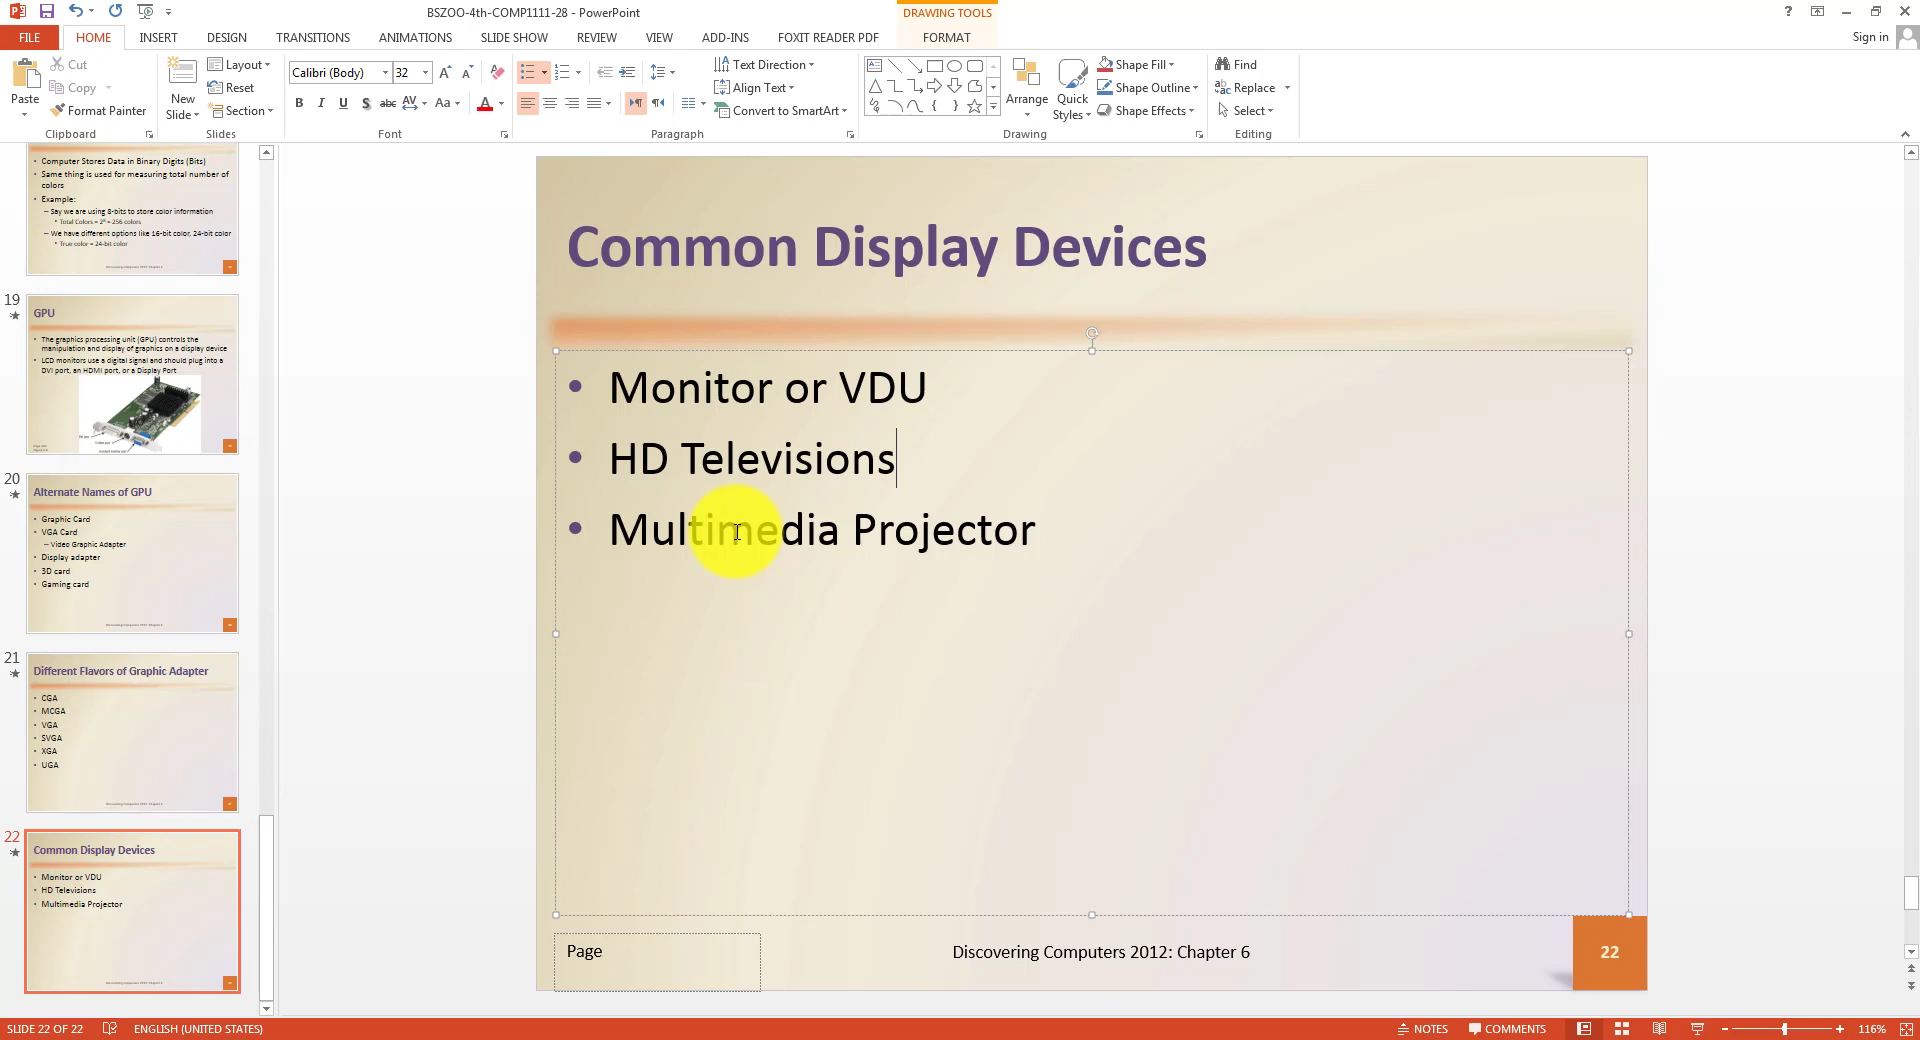 BSZOO-4th-COMP1111-28 - PowerPoint
DRAWING TOOLS
FILE HOME INSERT DESIGN TRANSITIONS ANIMATIONS SLIDE SHOW REVIEW VIEW ADD-INS FOXIT READER PDF FORMAT
Sign in
Paste
Cut
Copy
Format Painter
Clipboard
New Slide
Layout
Reset
Section
Slides
Calibri (Body) 32
Font
Text Direction
Align Text
Convert to SmartArt
Paragraph
Arrange
Quick Styles
Shape Fill
Shape Outline
Shape Effects
Drawing
Find
Replace
Select
Editing
• Computer Stores Data in Binary Digits (Bits)
• Same thing is used for measuring total number of
colors
• Example:
– Say we are using 8-bits to store color information
• Total Colors = 2⁸ = 256 colors
– We have different options like 16-bit color, 24-bit color
• True color = 24-bit color
19
GPU
• The graphics processing unit (GPU) controls the
manipulation and display of graphics on a display device
• LCD monitors use a digital signal and should plug into a
DVI port, an HDMI port, or a Display Port
20
Alternate Names of GPU
• Graphic Card
• VGA Card
– Video Graphic Adapter
• Display adapter
• 3D card
• Gaming card
21
Different Flavors of Graphic Adapter
• CGA
• MCGA
• VGA
• SVGA
• XGA
• UGA
22
Common Display Devices
• Monitor or VDU
• HD Televisions
• Multimedia Projector
Common Display Devices
• Monitor or VDU
• HD Televisions
• Multimedia Projector
Page
Discovering Computers 2012: Chapter 6
22
SLIDE 22 OF 22 ENGLISH (UNITED STATES) NOTES COMMENTS 116%